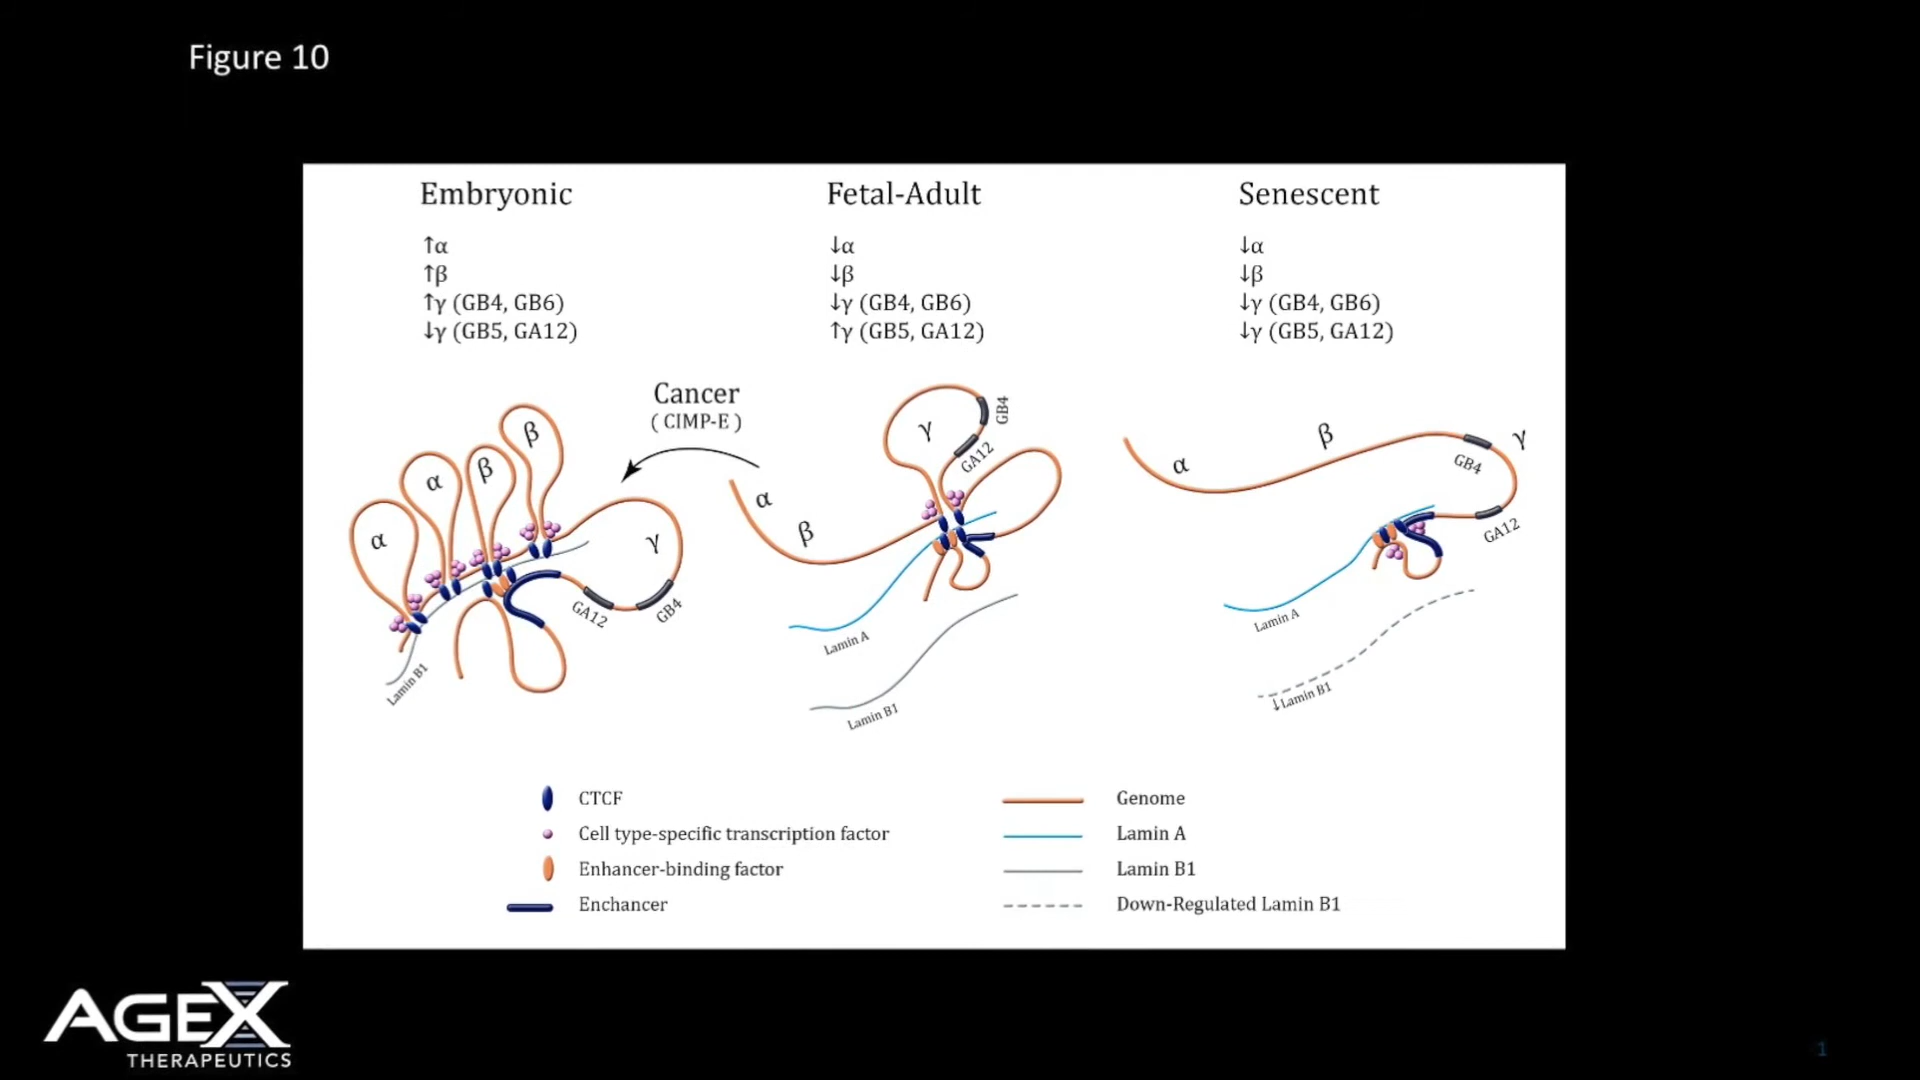 Figure 10
Embryonic
↑α
↑β
↑γ (GB4, GB6)
↓γ (GB5, GA12)
Fetal-Adult
↓α
↓β
↓γ (GB4, GB6)
↑γ (GB5, GA12)
Senescent
↓α
↓β
↓γ (GB4, GB6)
↓γ (GB5, GA12)
Cancer
( CIMP-E )
α
α
β
β
γ
GA12
GB4
Lamin B1
α
β
γ
GB4
GA12
Lamin A
Lamin B1
α
β
γ
GB4
GA12
Lamin A
↓Lamin B1
CTCF
Cell type-specific transcription factor
Enhancer-binding factor
Enchancer
Genome
Lamin A
Lamin B1
Down-Regulated Lamin B1
AGEX
THERAPEUTICS
1